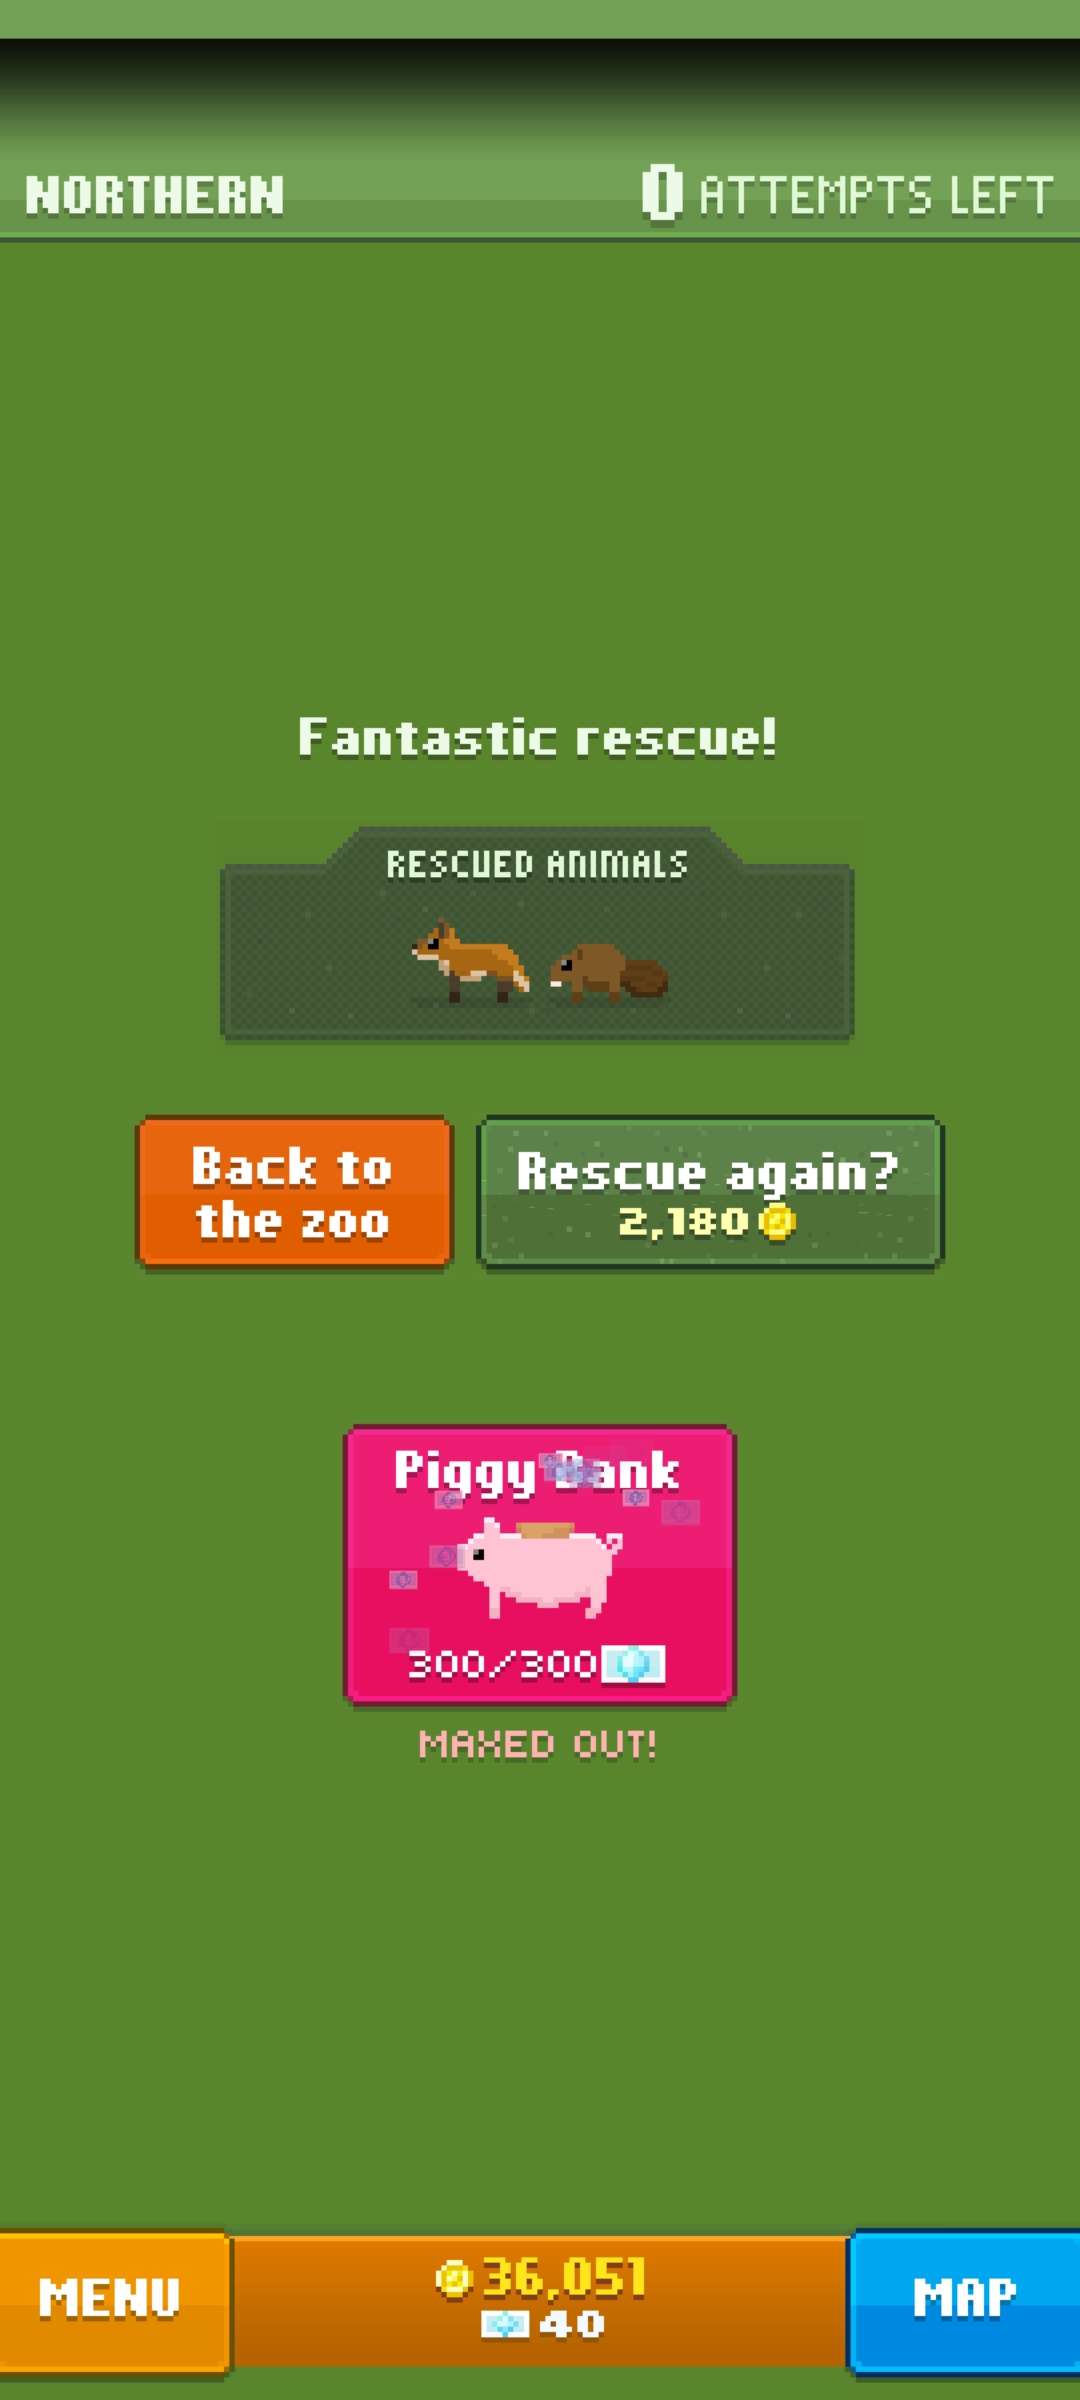 NORTHERN
0 ATTEMPTS LEFT
Fantastic rescue!
RESCUED ANIMALS
Back to
the zoo
Rescue again?
2,180
Piggy Bank
300/300
MAXED OUT!
MENU
36,051
40
MAP